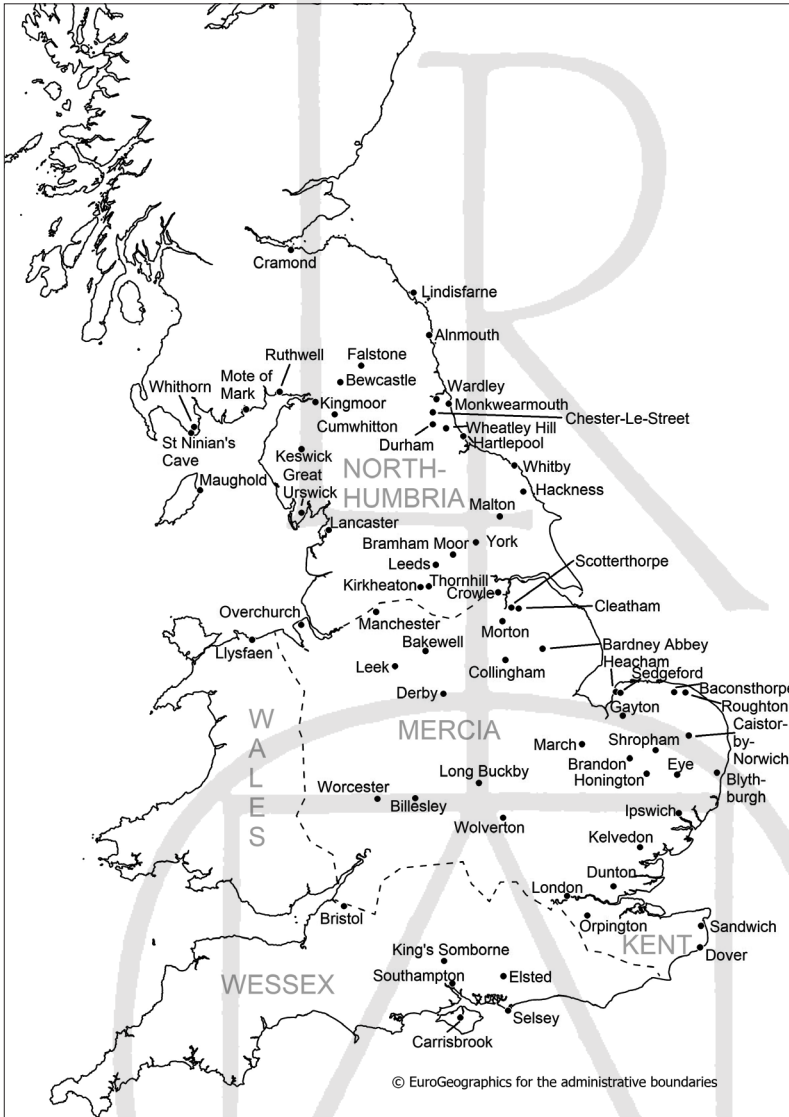 Cramond
Lindisfarne
Alnmouth
Falstone
Ruthwell
Bewcastle
Mote of
Mark
Whithorn
Wardley
Kingmoor
Monkwearmouth
Cumwhitton
Chester-Le-Street
Wheatley Hill
Durham
Hartlepool
St Ninian's
Cave
Keswick
NORTH-
HUMBRIA
Whitby
Maughold
Great
Urswick
Hackness
Malton
Lancaster
Bramham Moor
York
Leeds
Scotterthorpe
Kirkheaton
Thornhill
Crowle
Overchurch
Manchester
Cleatham
Morton
Llysfaen
Bakewell
Bardney Abbey
Leek
Collingham
Heacham
Sedgeford
Derby
Baconsthorpe
Gayton
Roughton
WALES
MERCIA
Caistor-
by-
Norwich
March
Shropham
Brandon
Honington
Eye
Long Buckby
Blyth-
burgh
Worcester
Billesley
Ipswich
Wolverton
Kelvedon
Dunton
London
Bristol
Orpington
Sandwich
KENT
Dover
King's Somborne
Southampton
Elsted
WESSEX
Selsey
Carrisbrook
© EuroGeographics for the administrative boundaries